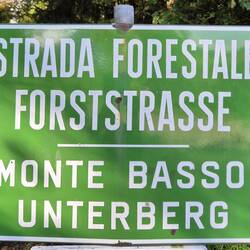 STRADA FORESTALE
FORSTSTRASSE
MONTE BASSO
UNTERBERG